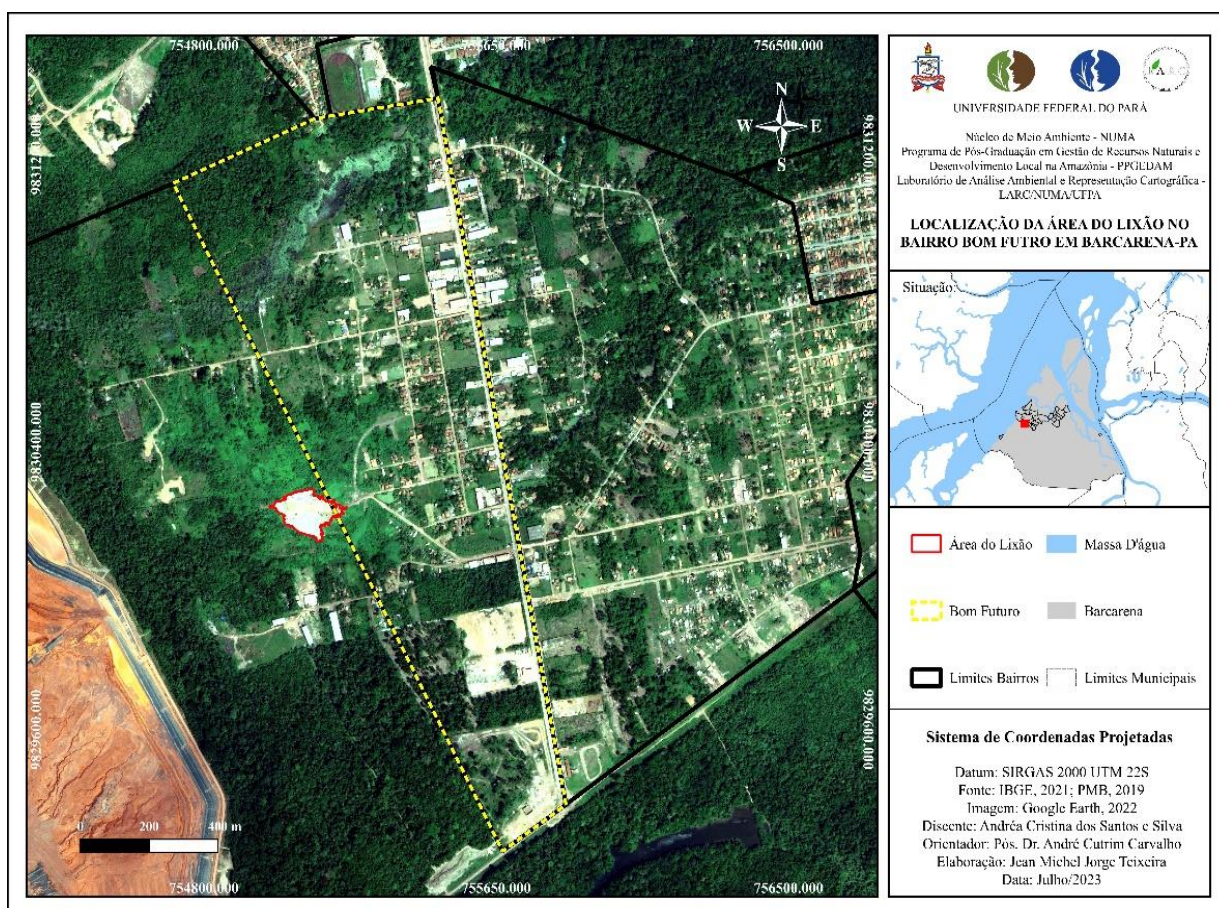 754800.000
755650.000
756500.000
9831200.000
9830400.000
9829600.000
N
W E
S
9831200.000
9830400.000
9829600.000
0 200 400 m
754800.000
755650.000
756500.000
UNIVERSIDADE FEDERAL DO PARÁ
Núcleo de Meio Ambiente - NUMA
Programa de Pós-Graduação em Gestão de Recursos Naturais e
Desenvolvimento Local na Amazônia - PPGEDAM
Laboratório de Análise Ambiental e Representação Cartográfica -
LARC/NUMA/UFPA
LOCALIZAÇÃO DA ÁREA DO LIXÃO NO
BAIRRO BOM FUTRO EM BARCARENA-PA
Situação:
Área do Lixão
Massa D'água
Bom Futuro
Barcarena
Limites Bairros
Limites Municipais
Sistema de Coordenadas Projetadas
Datum: SIRGAS 2000 UTM 22S
Fonte: IBGE, 2021; PMB, 2019
Imagem: Google Earth, 2022
Discente: Andréa Cristina dos Santos e Silva
Orientador: Pós. Dr. André Cutrim Carvalho
Elaboração: Jean Michel Jorge Teixeira
Data: Julho/2023